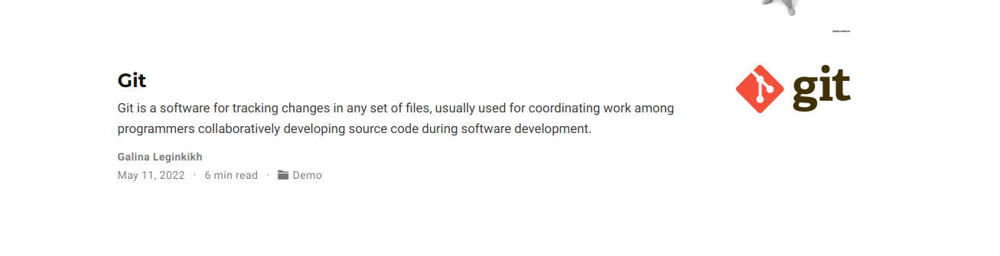 Git
Git is a software for tracking changes in any set of files, usually used for coordinating work among
programmers collaboratively developing source code during software development.
Galina Leginkikh
May 11, 2022 · 6 min read · Demo
git